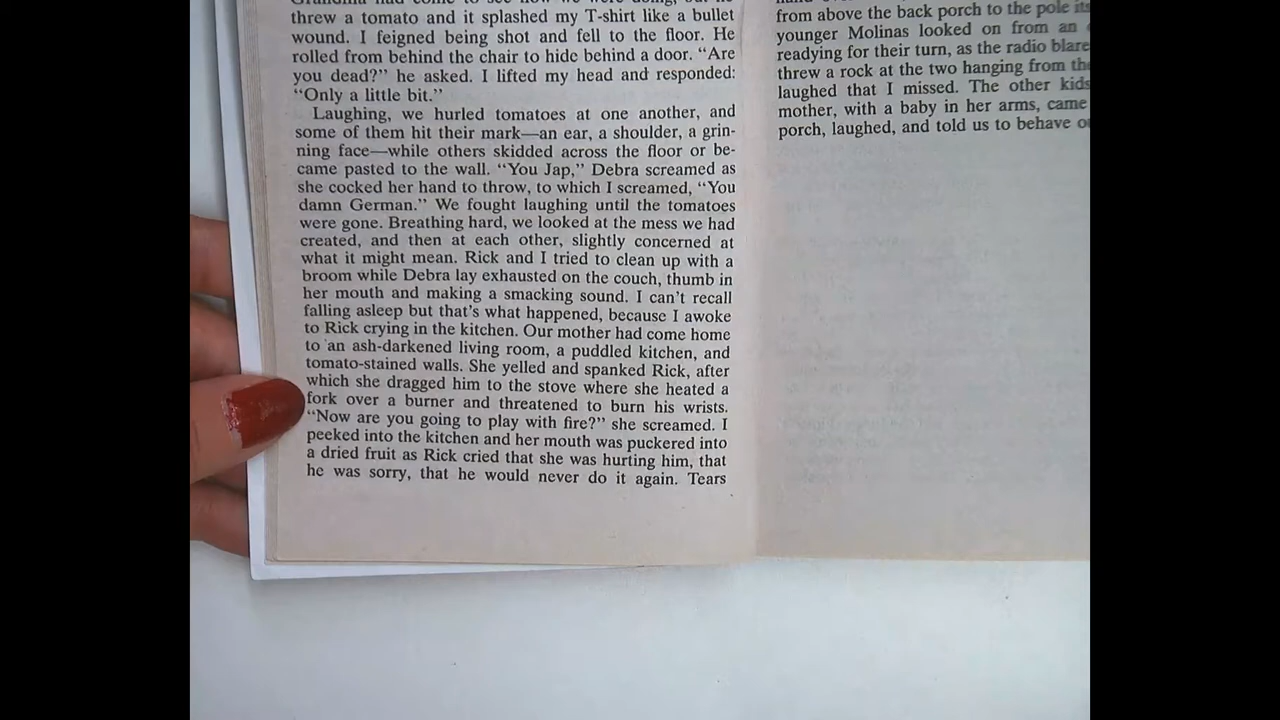 threw a tomato and it splashed my T-shirt like a bullet
wound. I feigned being shot and fell to the floor. He
rolled from behind the chair to hide behind a door. “Are
you dead?” he asked. I lifted my head and responded:
“Only a little bit.”
Laughing, we hurled tomatoes at one another, and
some of them hit their mark—an ear, a shoulder, a grin-
ning face—while others skidded across the floor or be-
came pasted to the wall. “You Jap,” Debra screamed as
she cocked her hand to throw, to which I screamed, “You
damn German.” We fought laughing until the tomatoes
were gone. Breathing hard, we looked at the mess we had
created, and then at each other, slightly concerned at
what it might mean. Rick and I tried to clean up with a
broom while Debra lay exhausted on the couch, thumb in
her mouth and making a smacking sound. I can’t recall
falling asleep but that’s what happened, because I awoke
to Rick crying in the kitchen. Our mother had come home
to an ash-darkened living room, a puddled kitchen, and
tomato-stained walls. She yelled and spanked Rick, after
which she dragged him to the stove where she heated a
fork over a burner and threatened to burn his wrists.
“Now are you going to play with fire?” she screamed. I
peeked into the kitchen and her mouth was puckered into
a dried fruit as Rick cried that she was hurting him, that
he was sorry, that he would never do it again. Tears
from above the back porch to the pole its
younger Molinas looked on from an
readying for their turn, as the radio blare
threw a rock at the two hanging from the
laughed that I missed. The other kids
mother, with a baby in her arms, came
porch, laughed, and told us to behave